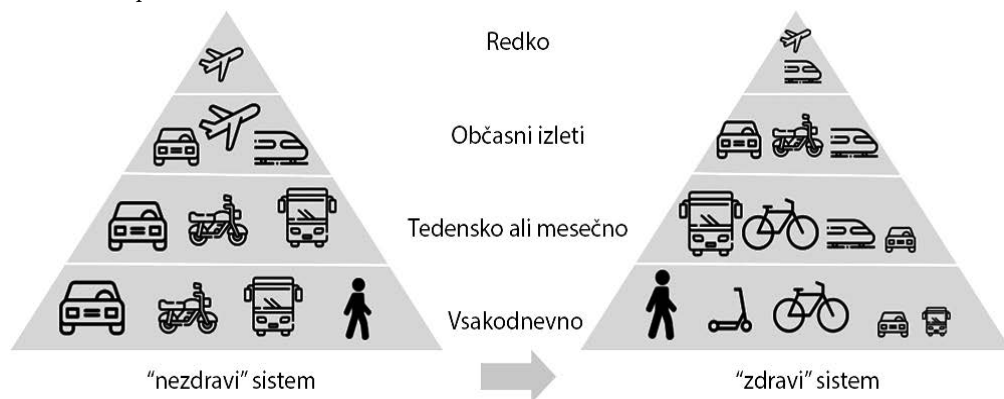 Redko
Občasni izleti
Tedensko ali mesečno
Vsakodnevno
“nezdravi” sistem
“zdravi” sistem